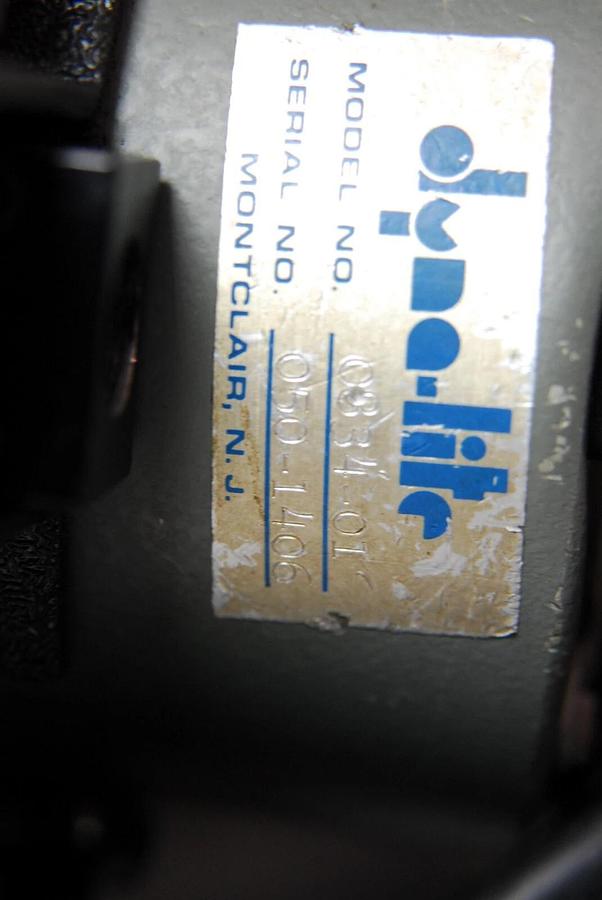 dyna-lite
MODEL NO. 0834-01
SERIAL NO. 050-1406
MONTCLAIR, N. J.